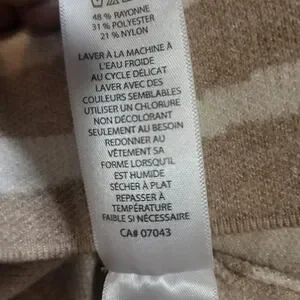 48 % RAYONNE
31 % POLYESTER
21 % NYLON
LAVER À LA MACHINE À
L'EAU FROIDE
AU CYCLE DÉLICAT
LAVER AVEC DES
COULEURS SEMBLABLES
UTILISER UN CHLORURE
NON DÉCOLORANT
SEULEMENT AU BESOIN
REDONNER AU
VÊTEMENT SA
FORME LORSQU'IL
EST HUMIDE
SÉCHER À PLAT
REPASSER À
TEMPÉRATURE
FAIBLE SI NÉCESSAIRE
CA# 07043